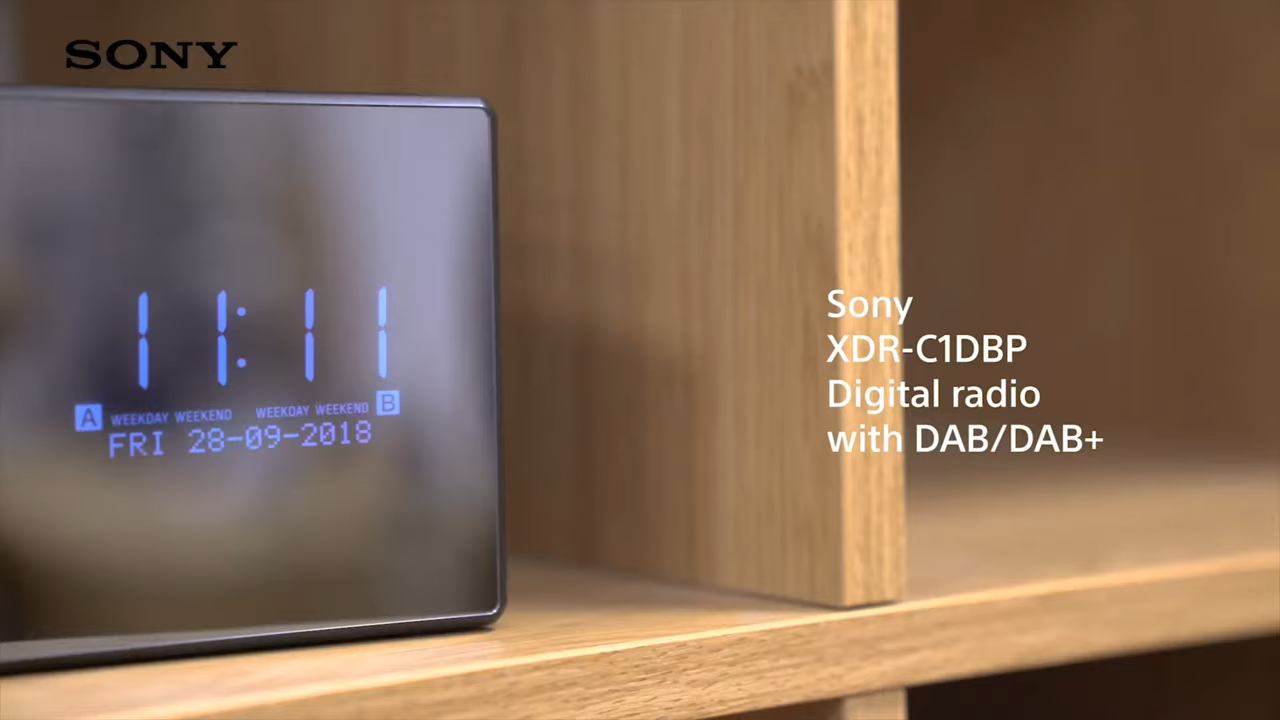 SONY
11:11
A WEEKDAY WEEKEND WEEKDAY WEEKEND B
FRI 28-09-2018
Sony
XDR-C1DBP
Digital radio
with DAB/DAB+